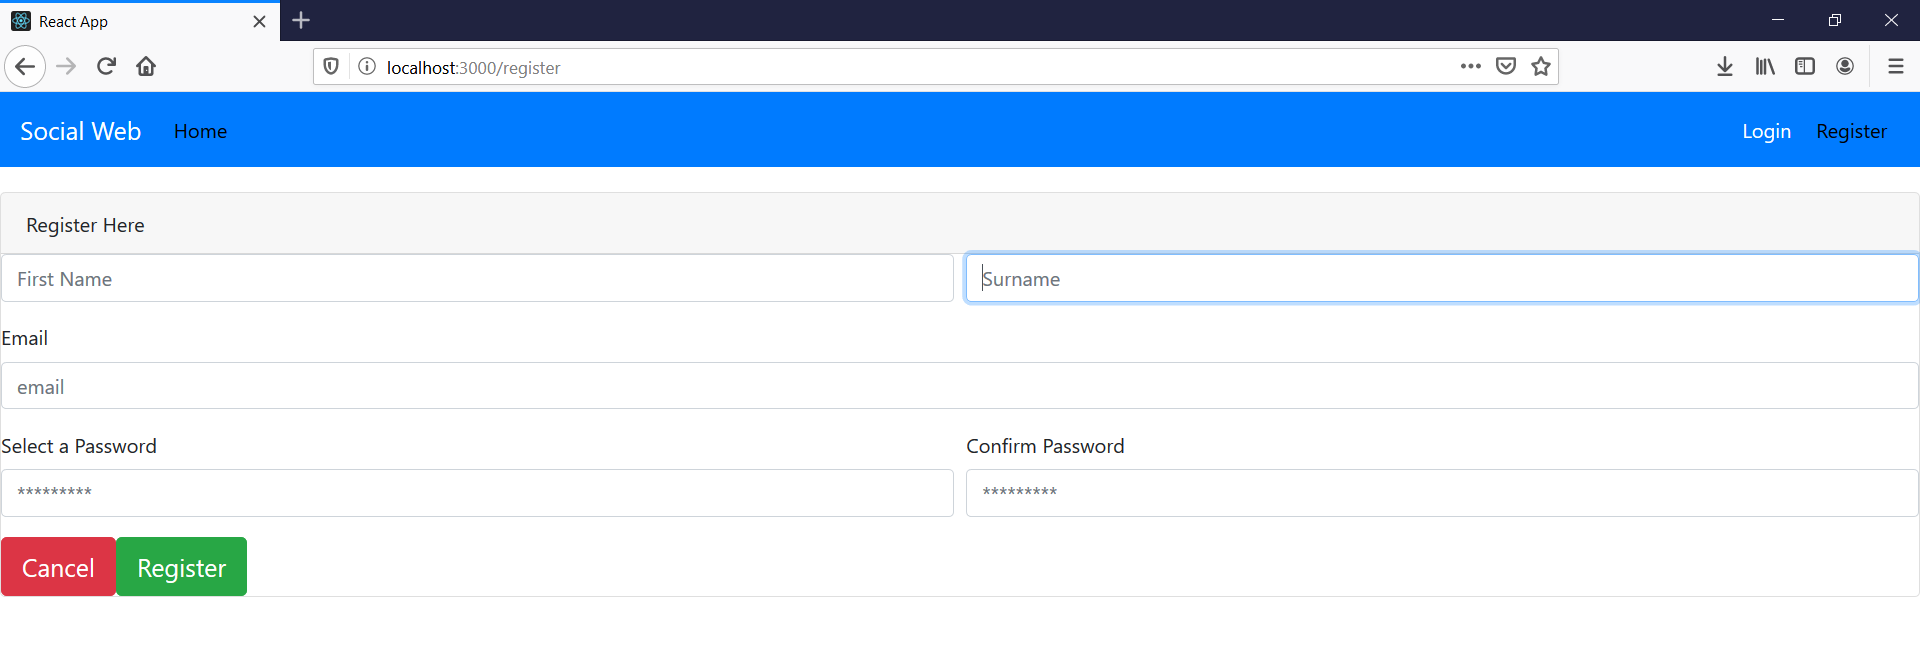 React App
localhost:3000/register
Social Web Home Login Register
Register Here
First Name Surname
Email
email
Select a Password Confirm Password
********* *********
Cancel Register